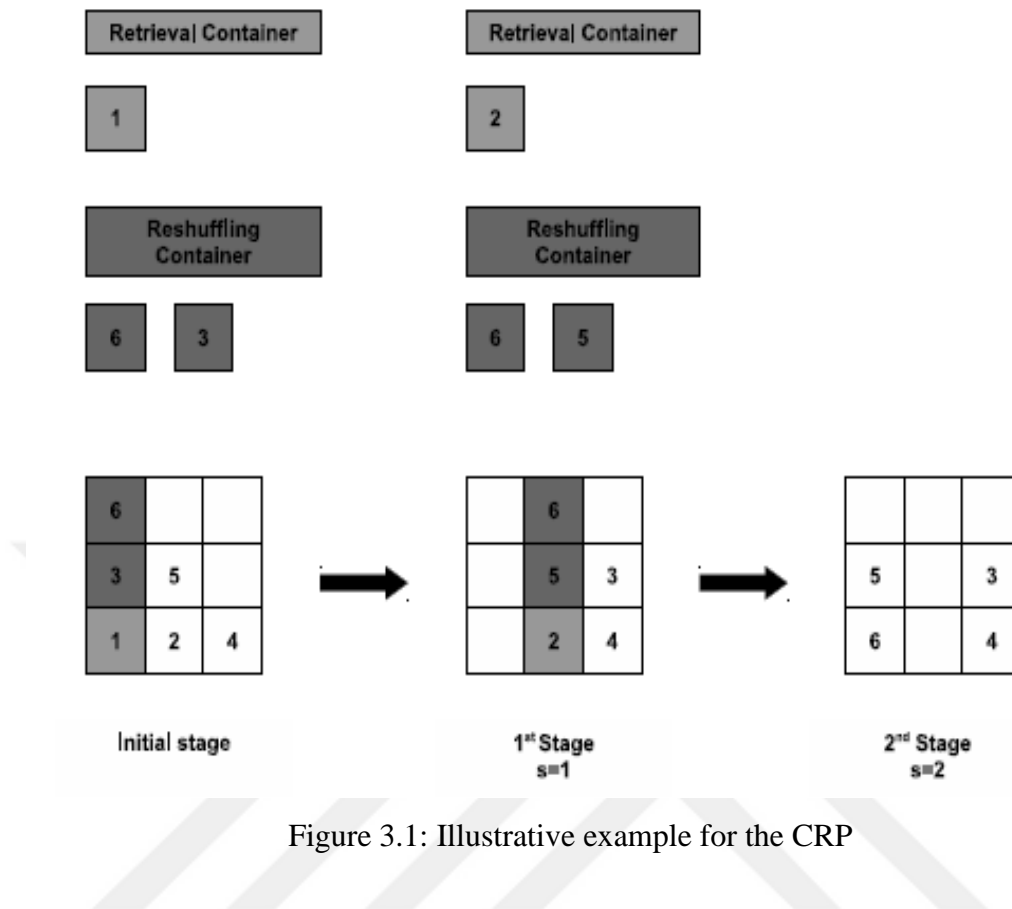 Retrieval Container
Retrieval Container
1
2
Reshuffling
Container
Reshuffling
Container
6 3
6 5
6
3 5
1 2 4
6
5 3
2 4
5 3
6 4
Initial stage
1st Stage
s=1
2nd Stage
s=2
Figure 3.1: Illustrative example for the CRP